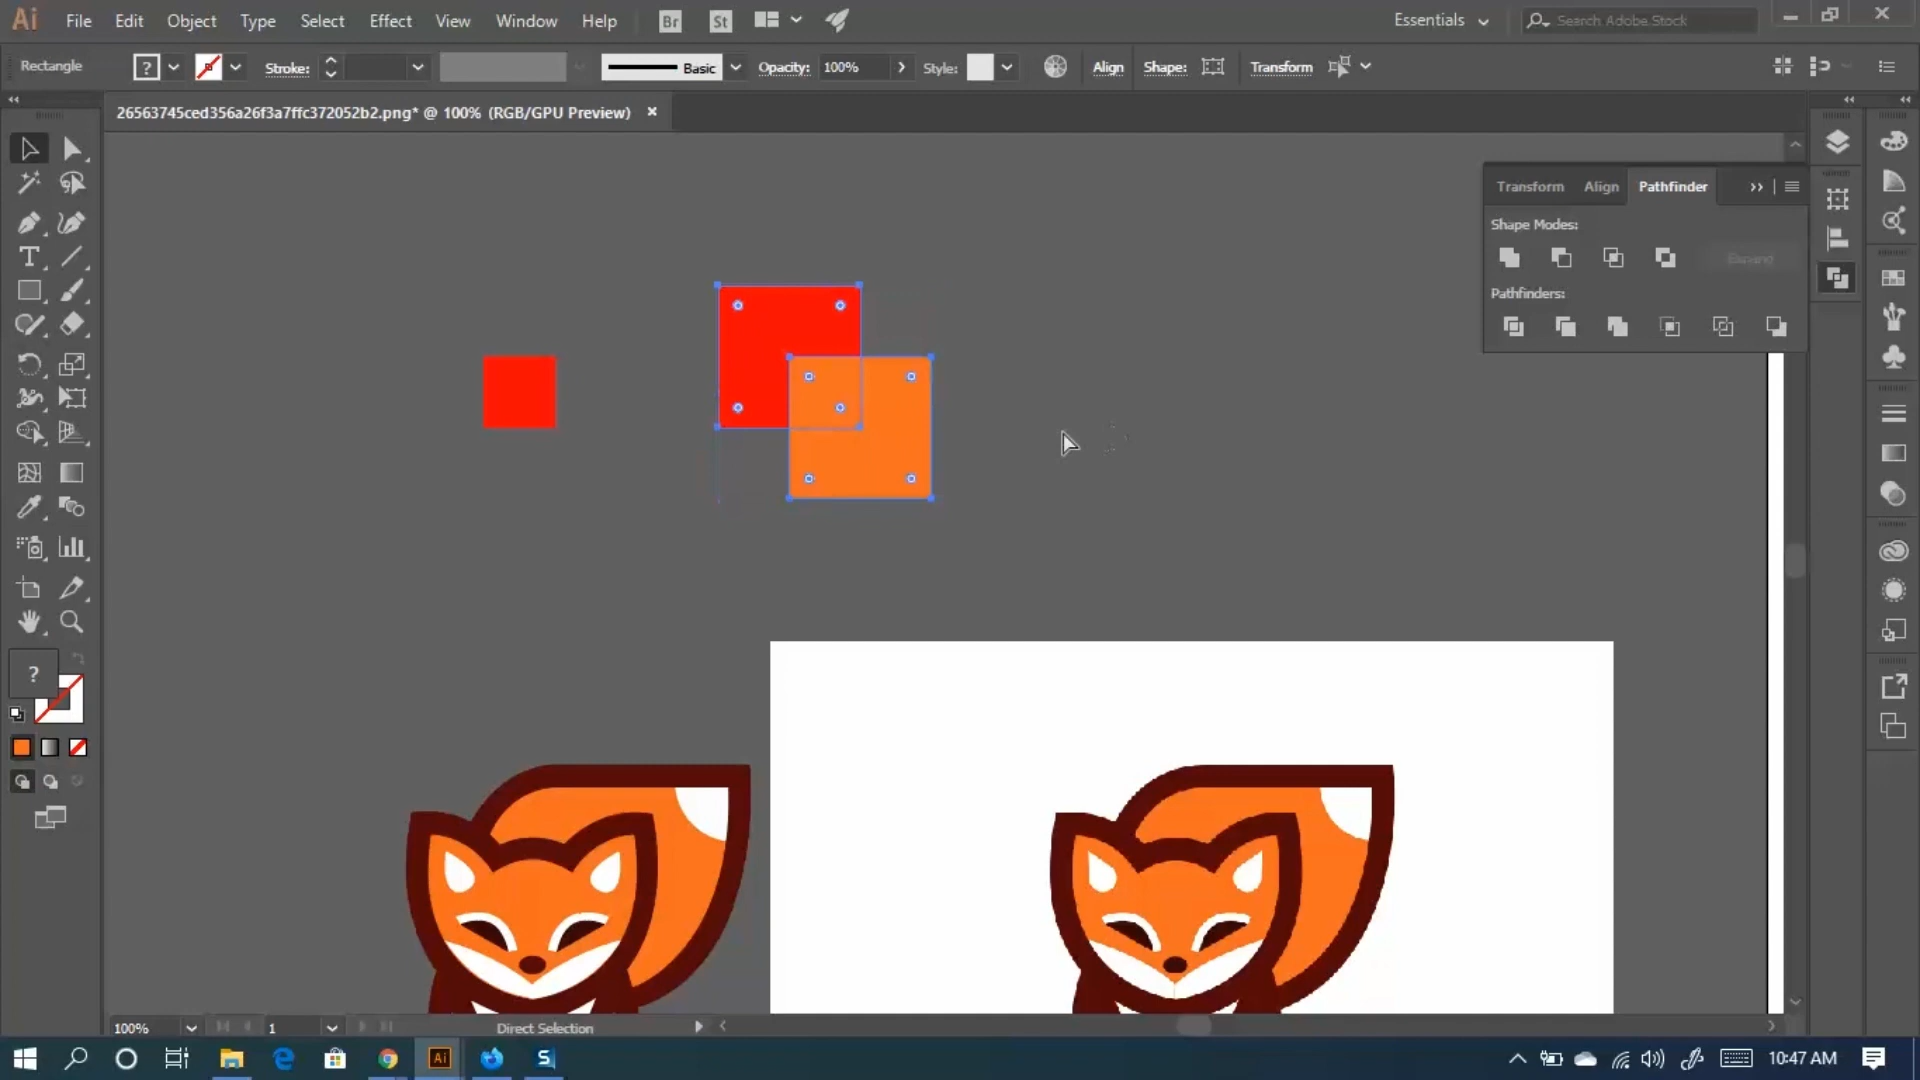 Ai File Edit Object Type Select Effect View Window Help Br St Essentials Search Adobe Stock
Rectangle ? Stroke: Basic Opacity: 100% Style: Align Shape: Transform
26563745ced356a26f3a7ffc372052b2.png* @ 100% (RGB/GPU Preview)
Transform Align Pathfinder
Shape Modes:
Expand
Pathfinders:
?
100% 1 Direct Selection
Ai S 10:47 AM